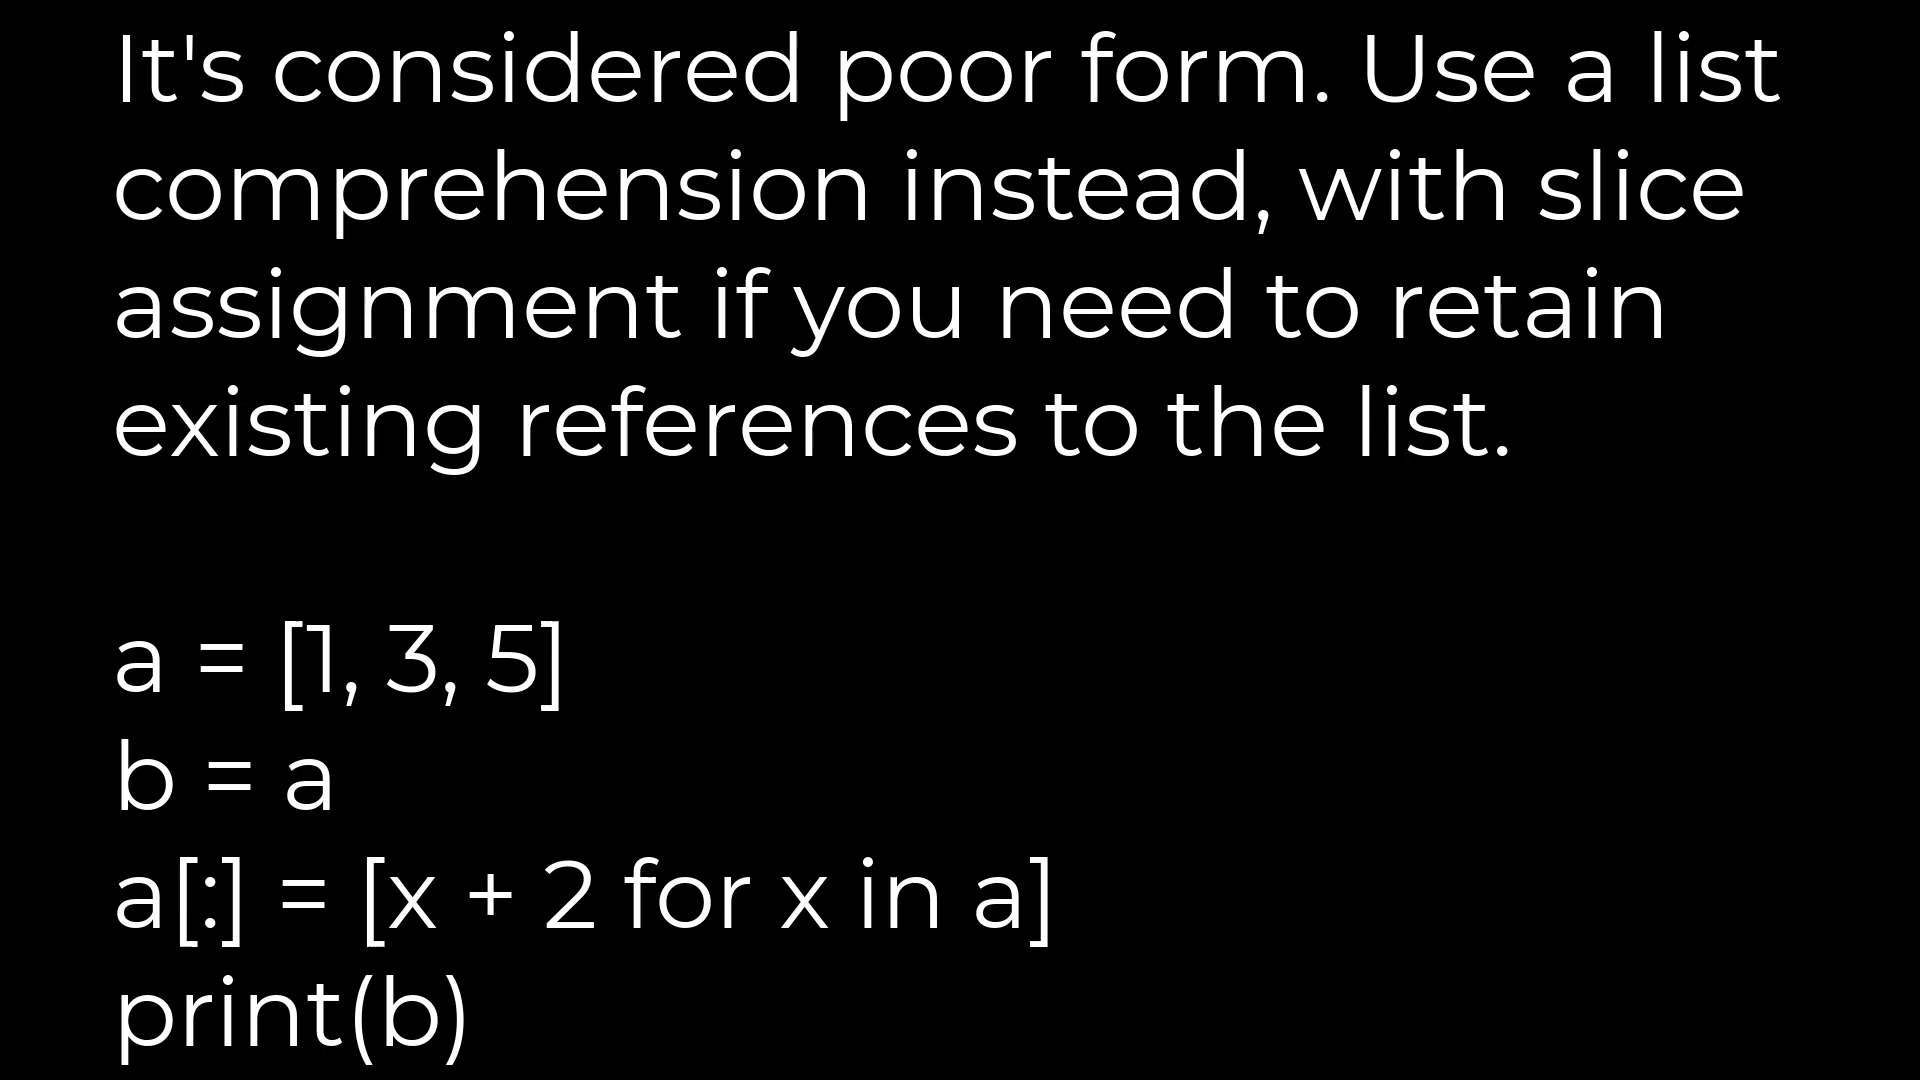 It's considered poor form. Use a list
comprehension instead, with slice
assignment if you need to retain
existing references to the list.
a = [1, 3, 5]
b = a
a[:] = [x + 2 for x in a]
print(b)